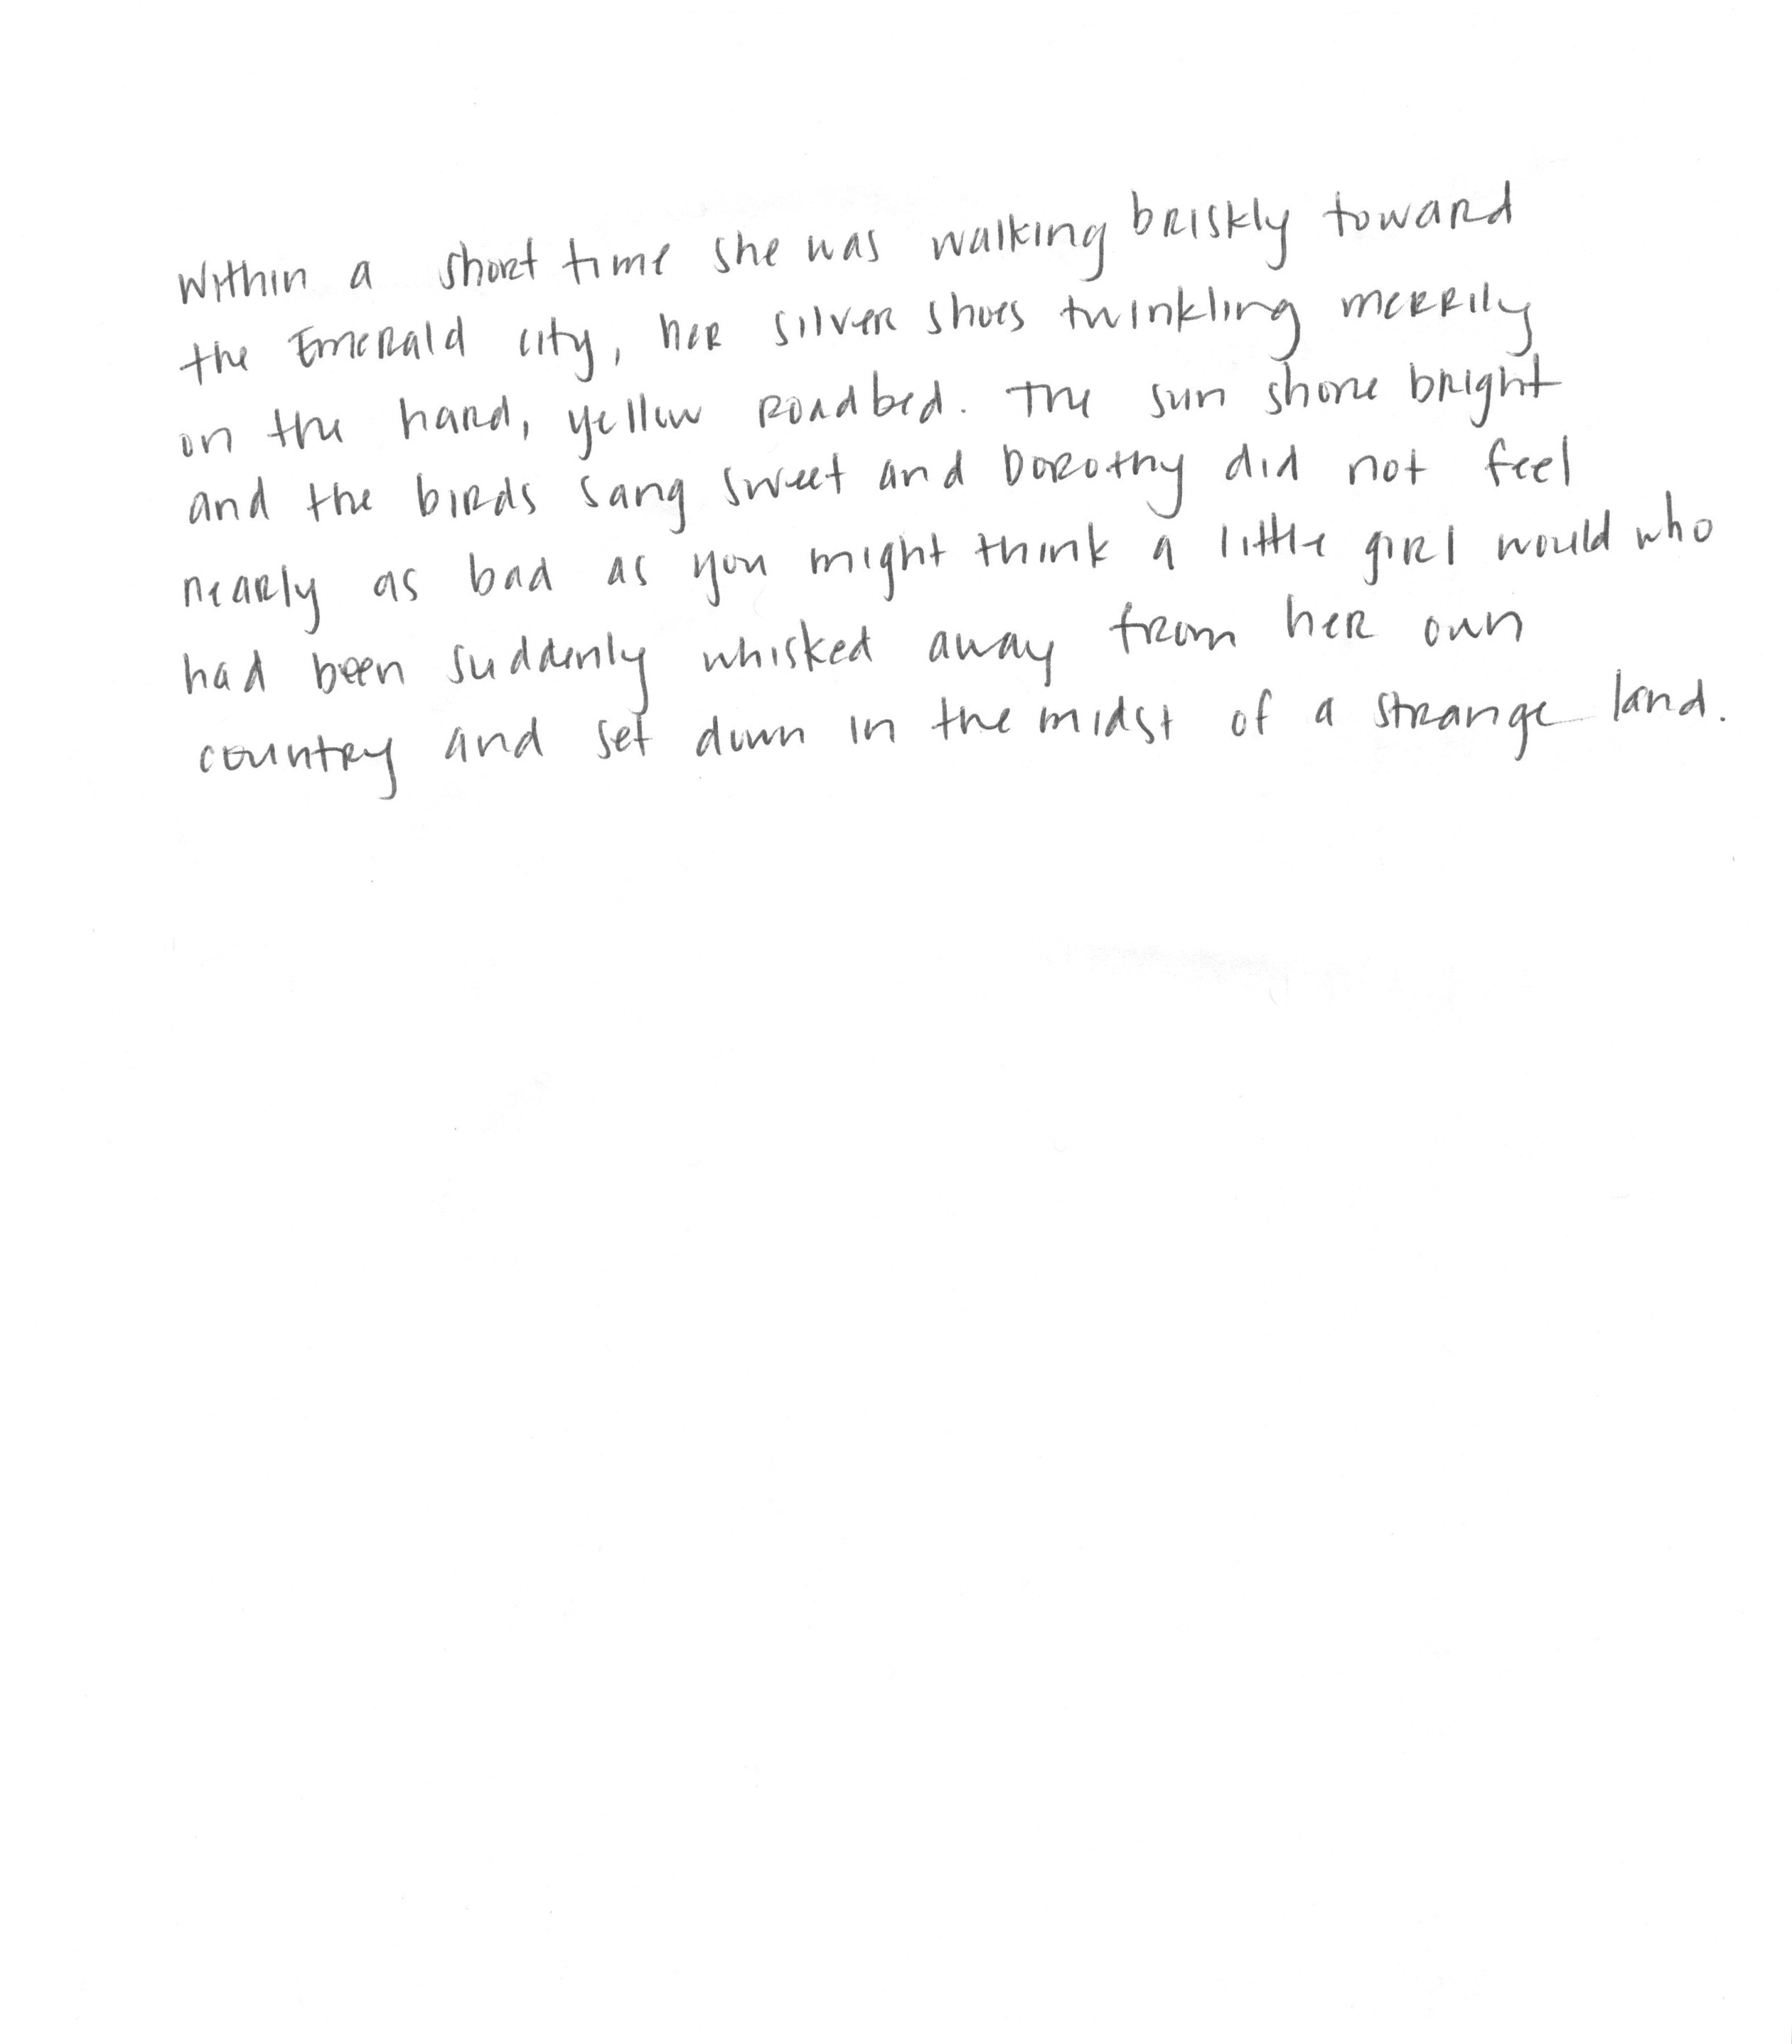 Within a short time she was walking briskly toward
the Emerald City, her silver shoes twinkling merrily
on the hard, yellow roadbed. The sun shone bright
and the birds sang sweet and Dorothy did not feel
nearly as bad as you might think a little girl would who
had been suddenly whisked away from her own
country and set down in the midst of a strange land.